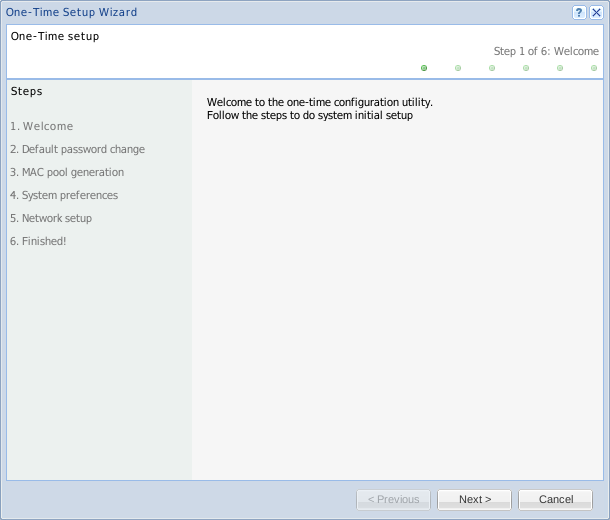 One-Time Setup Wizard
?
One-Time setup
Step 1 of 6: Welcome
Steps
1. Welcome
2. Default password change
3. MAC pool generation
4. System preferences
5. Network setup
6. Finished!
Welcome to the one-time configuration utility.
Follow the steps to do system initial setup
< Previous
Next >
Cancel